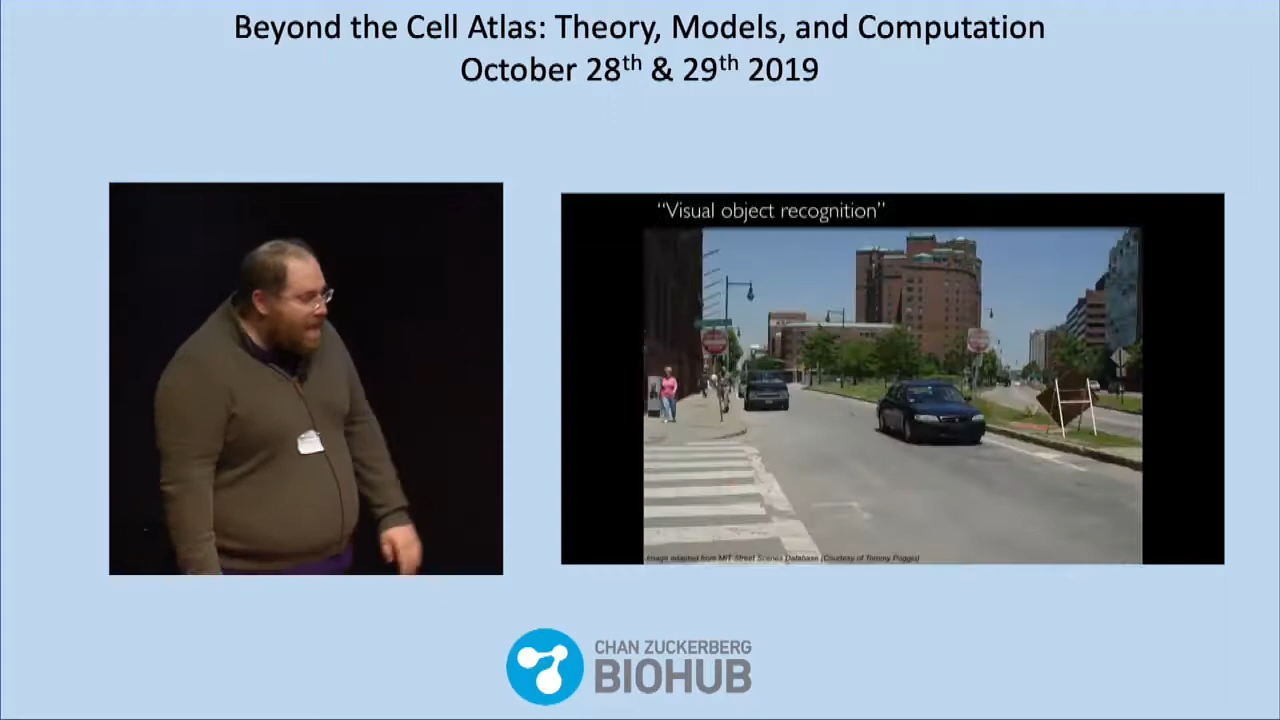 Beyond the Cell Atlas: Theory, Models, and Computation
October 28th & 29th 2019
“Visual object recognition”
Image adapted from MIT Street Scenes Database (Courtesy of Tommy Poggio)
CHAN ZUCKERBERG
BIOHUB